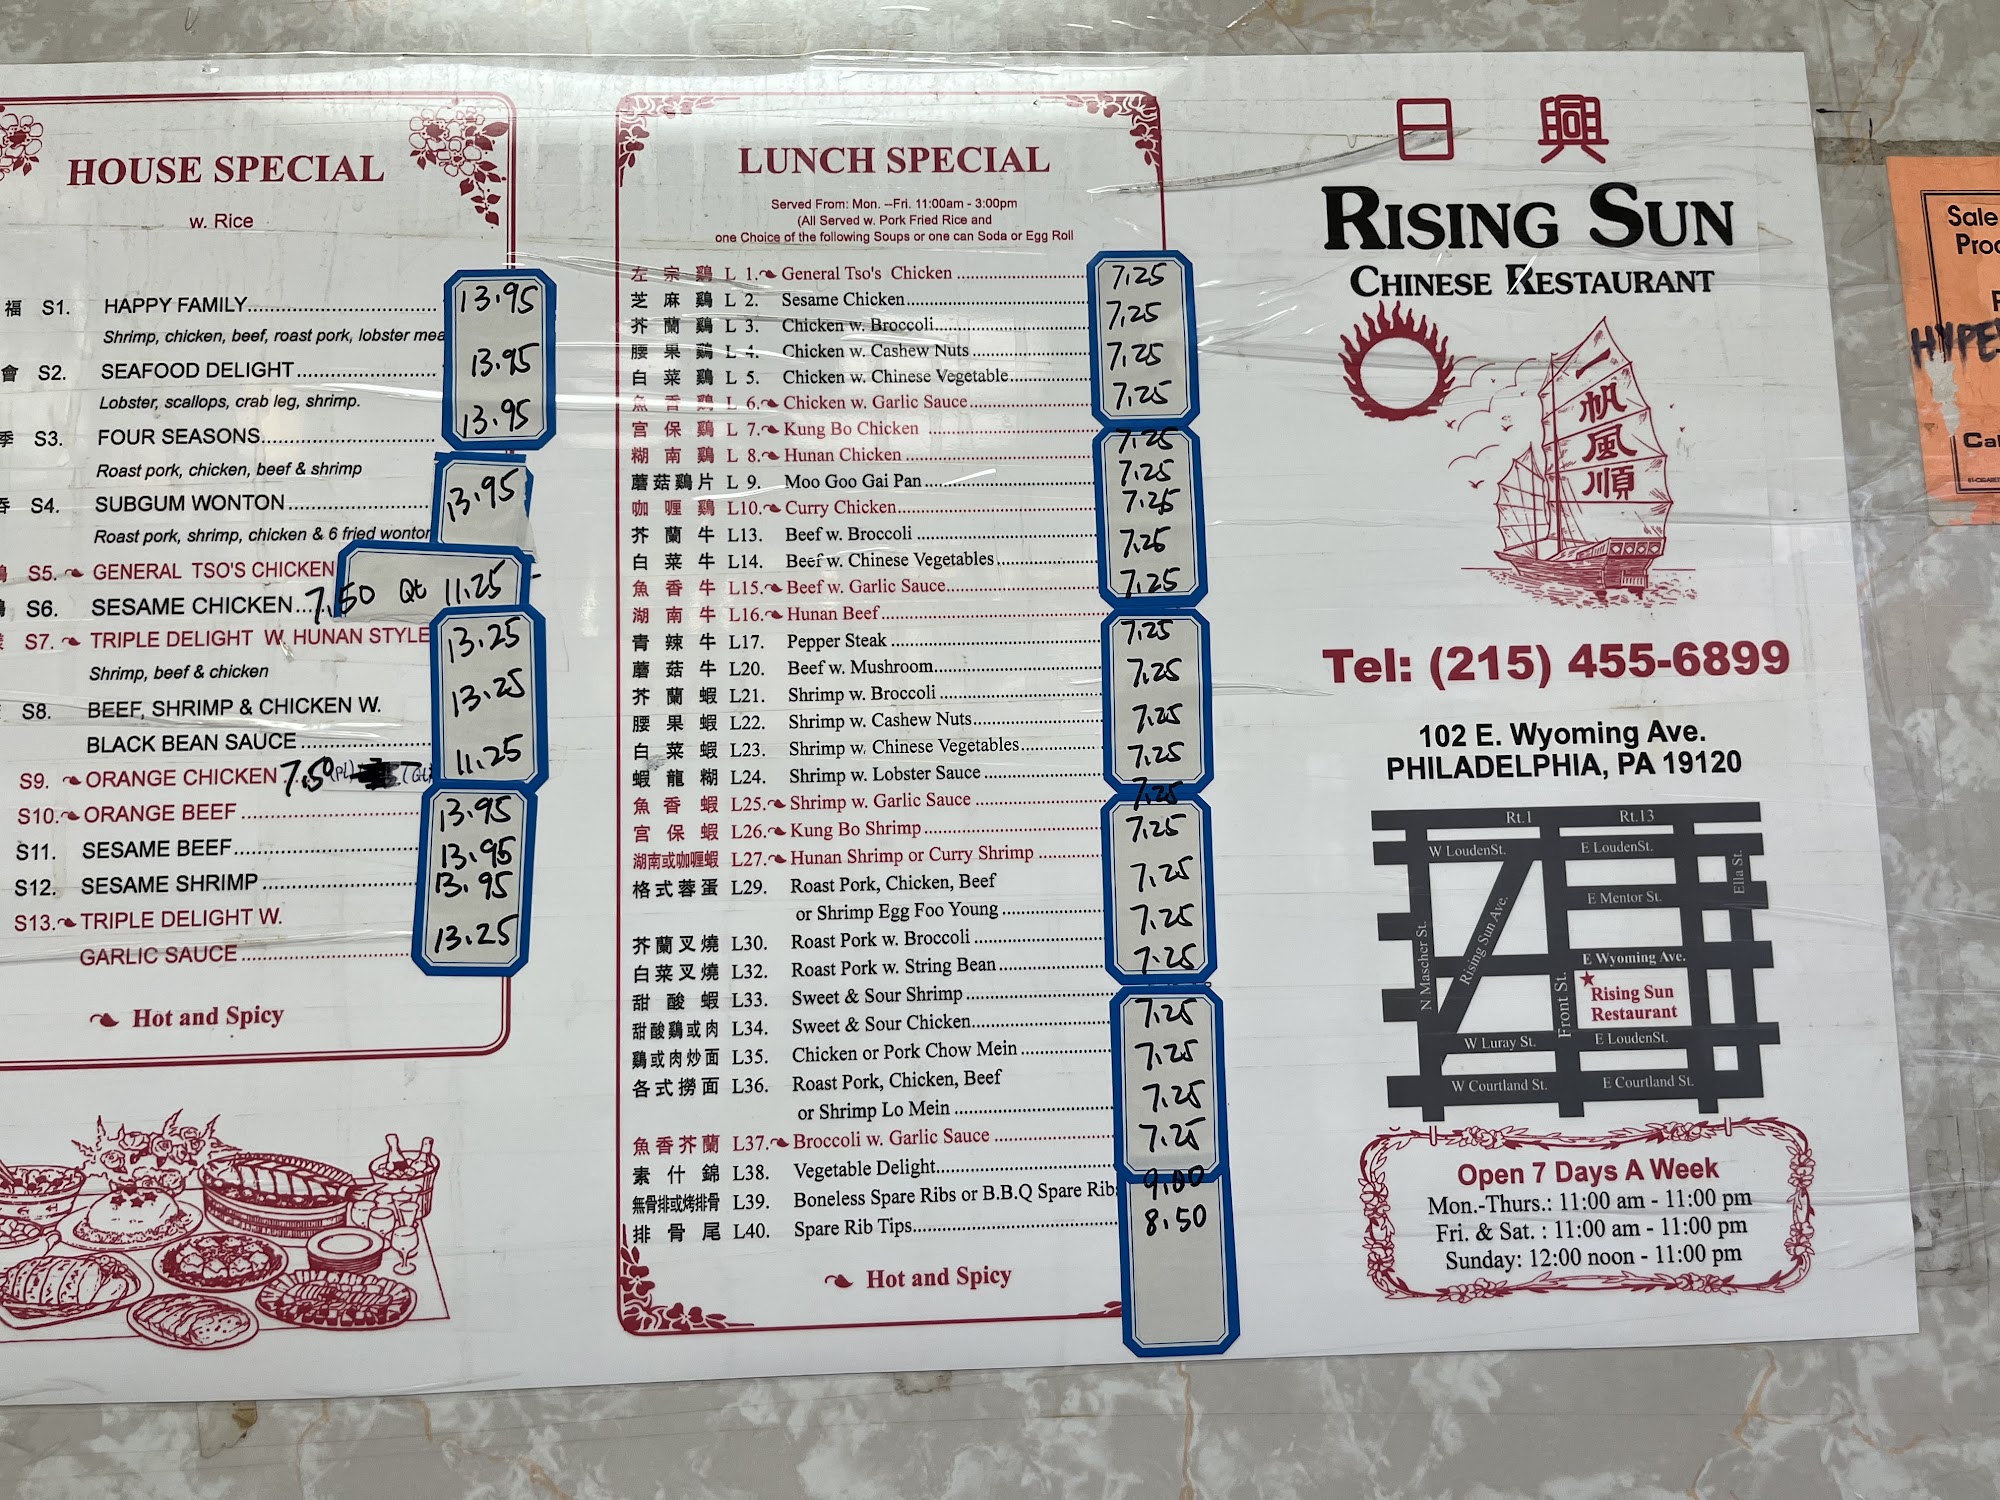 HOUSE SPECIAL
w. Rice
福 S1. HAPPY FAMILY 13.95
Shrimp, chicken, beef, roast pork, lobster mea
會 S2. SEAFOOD DELIGHT 13.95
Lobster, scallops, crab leg, shrimp.
季 S3. FOUR SEASONS 13.95
Roast pork, chicken, beef & shrimp
吞 S4. SUBGUM WONTON 13.95
Roast pork, shrimp, chicken & 6 fried wonton
S5. GENERAL TSO'S CHICKEN
S6. SESAME CHICKEN 7.50 Qt 11.25
S7. TRIPLE DELIGHT W. HUNAN STYLE 13.25
Shrimp, beef & chicken
S8. BEEF, SHRIMP & CHICKEN W. 13.25
BLACK BEAN SAUCE
S9. ORANGE CHICKEN 7.50 (Pt) 11.25
S10. ORANGE BEEF 13.95
S11. SESAME BEEF 13.95
S12. SESAME SHRIMP 13.95
S13. TRIPLE DELIGHT W.
GARLIC SAUCE 13.25
Hot and Spicy
LUNCH SPECIAL
Served From: Mon. --Fri. 11:00am - 3:00pm
(All Served w. Pork Fried Rice and
one Choice of the following Soups or one can Soda or Egg Roll
左宗鷄 L 1. General Tso's Chicken 7.25
芝麻鷄 L 2. Sesame Chicken 7.25
芥蘭鷄 L 3. Chicken w. Broccoli
腰果鷄 L 4. Chicken w. Cashew Nuts 7.25
白菜鷄 L 5. Chicken w. Chinese Vegetable 7.25
魚香鷄 L 6. Chicken w. Garlic Sauce
宫保鷄 L 7. Kung Bo Chicken 7.25
糊南鷄 L 8. Hunan Chicken 7.25
蘑菇鷄片 L 9. Moo Goo Gai Pan 7.25
咖喱鷄 L10. Curry Chicken
芥蘭牛 L13. Beef w. Broccoli 7.25
白菜牛 L14. Beef w. Chinese Vegetables
魚香牛 L15. Beef w. Garlic Sauce 7.25
湖南牛 L16. Hunan Beef
青辣牛 L17. Pepper Steak 7.25
蘑菇牛 L20. Beef w. Mushroom 7.25
芥蘭蝦 L21. Shrimp w. Broccoli
腰果蝦 L22. Shrimp w. Cashew Nuts 7.25
白菜蝦 L23. Shrimp w. Chinese Vegetables 7.25
蝦龍糊 L24. Shrimp w. Lobster Sauce
魚香蝦 L25. Shrimp w. Garlic Sauce 7.25
宫保蝦 L26. Kung Bo Shrimp 7.25
湖南或咖喱蝦 L27. Hunan Shrimp or Curry Shrimp
格式蓉蛋 L29. Roast Pork, Chicken, Beef 7.25
or Shrimp Egg Foo Young 7.25
芥蘭叉燒 L30. Roast Pork w. Broccoli
白菜叉燒 L32. Roast Pork w. String Bean 7.25
甜酸蝦 L33. Sweet & Sour Shrimp
甜酸鷄或肉 L34. Sweet & Sour Chicken 7.25
鷄或肉炒面 L35. Chicken or Pork Chow Mein 7.25
各式撈面 L36. Roast Pork, Chicken, Beef
or Shrimp Lo Mein 7.25
魚香芥蘭 L37. Broccoli w. Garlic Sauce 7.25
素什錦 L38. Vegetable Delight
無骨排或烤排骨 L39. Boneless Spare Ribs or B.B.Q Spare Ribs 9.00
排骨尾 L40. Spare Rib Tips 8.50
Hot and Spicy
日興
RISING SUN
CHINESE RESTAURANT
一帆風順
Tel: (215) 455-6899
102 E. Wyoming Ave.
PHILADELPHIA, PA 19120
Rt.1 Rt.13
W LoudenSt. E LoudenSt.
Ella St.
E Mentor St.
N Mascher St.
Rising Sun Ave.
Front St.
E Wyoming Ave.
Rising Sun
Restaurant
W Luray St. E LoudenSt.
W Courtland St. E Courtland St.
Open 7 Days A Week
Mon.-Thurs.: 11:00 am - 11:00 pm
Fri. & Sat. : 11:00 am - 11:00 pm
Sunday: 12:00 noon - 11:00 pm
Sale